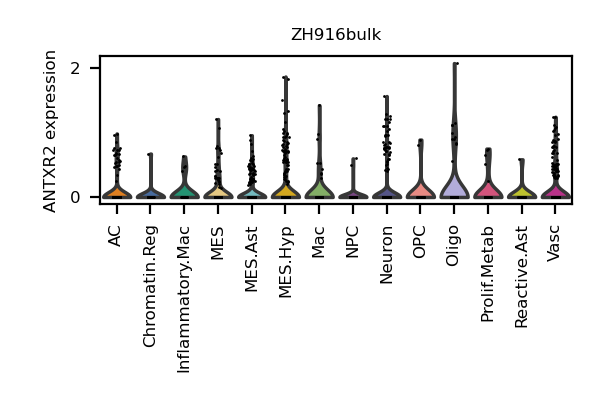 ZH916bulk
ANTXR2 expression
2
0
AC
Chromatin.Reg
Inflammatory.Mac
MES
MES.Ast
MES.Hyp
Mac
NPC
Neuron
OPC
Oligo
Prolif.Metab
Reactive.Ast
Vasc